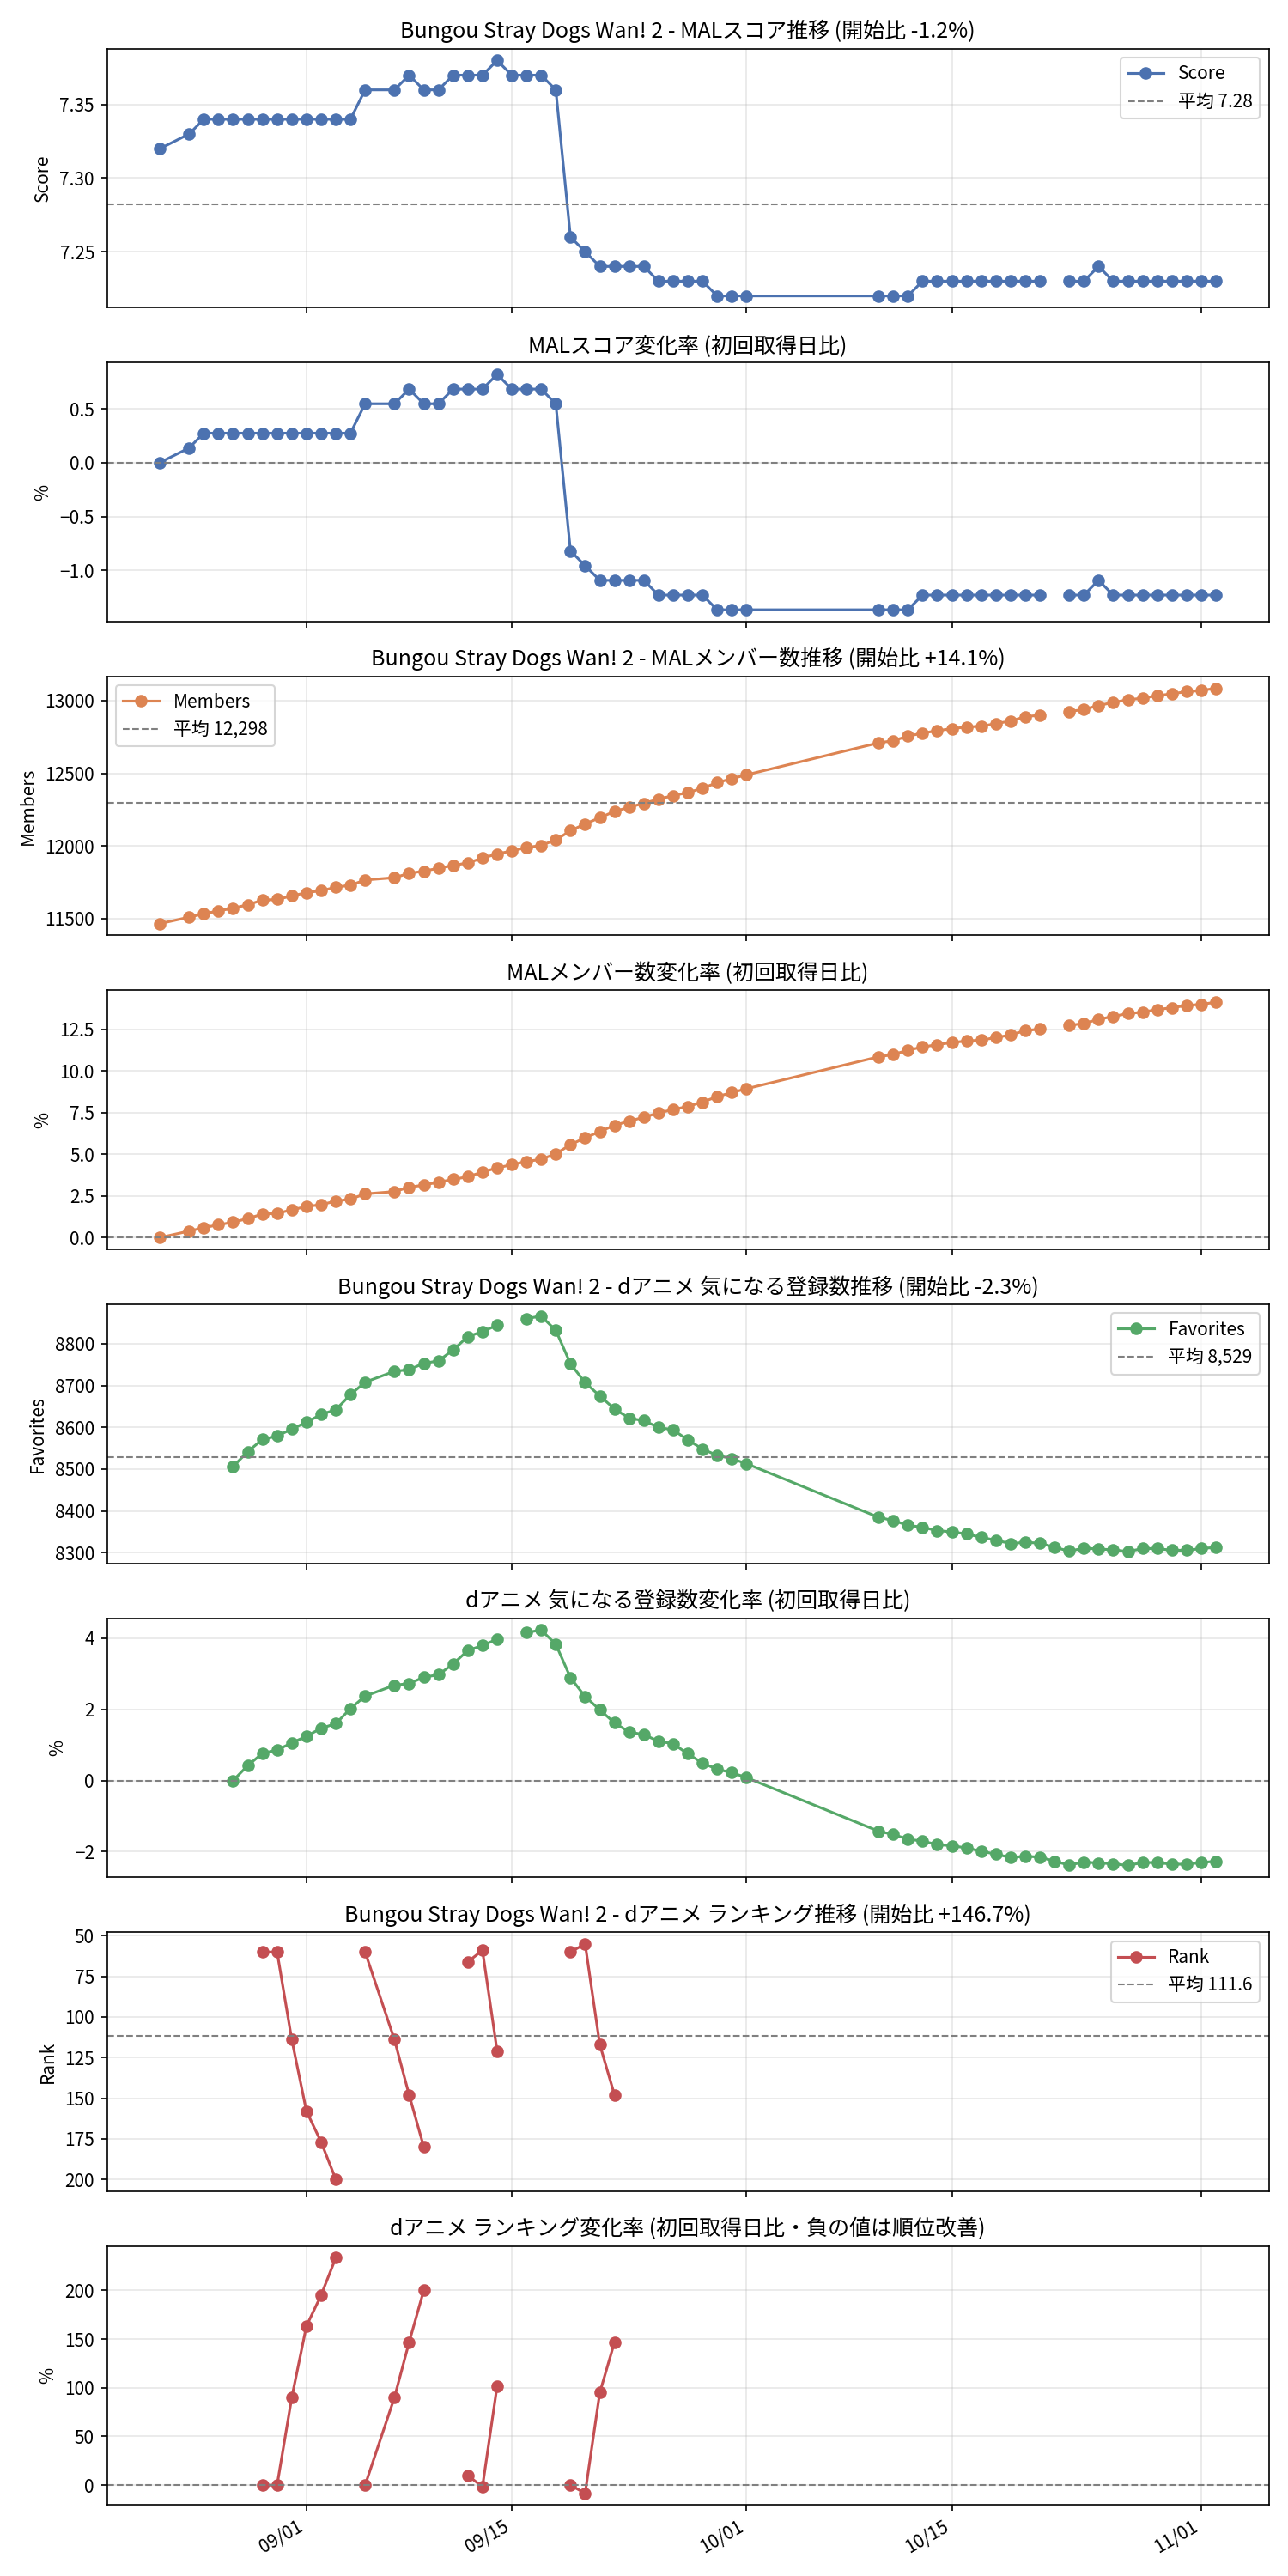 Bungou Stray Dogs Wan! 2 - MALスコア推移 (開始比 -1.2%)
Score
平均 7.28
Score
7.35
7.30
7.25
MALスコア変化率 (初回取得日比)
%
0.5
0.0
−0.5
−1.0
Bungou Stray Dogs Wan! 2 - MALメンバー数推移 (開始比 +14.1%)
Members
平均 12,298
Members
13000
12500
12000
11500
MALメンバー数変化率 (初回取得日比)
%
12.5
10.0
7.5
5.0
2.5
0.0
Bungou Stray Dogs Wan! 2 - dアニメ 気になる登録数推移 (開始比 -2.3%)
Favorites
平均 8,529
Favorites
8800
8700
8600
8500
8400
8300
dアニメ 気になる登録数変化率 (初回取得日比)
%
4
2
0
−2
Bungou Stray Dogs Wan! 2 - dアニメ ランキング推移 (開始比 +146.7%)
Rank
平均 111.6
Rank
50
75
100
125
150
175
200
dアニメ ランキング変化率 (初回取得日比・負の値は順位改善)
%
200
150
100
50
0
09/01
09/15
10/01
10/15
11/01